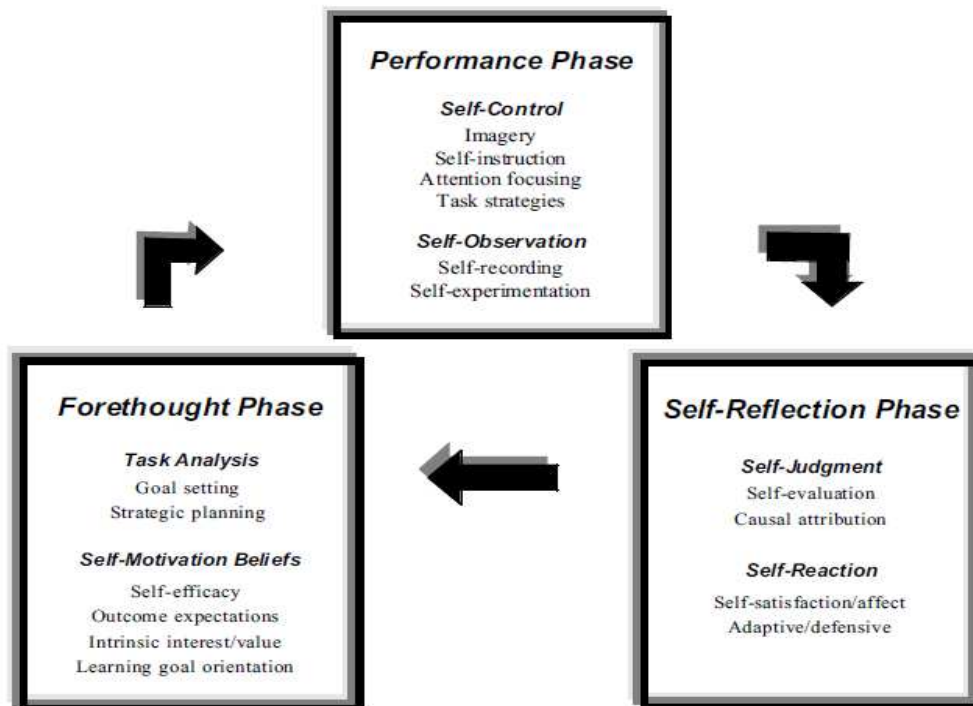 Performance Phase
Self-Control
Imagery
Self-instruction
Attention focusing
Task strategies
Self-Observation
Self-recording
Self-experimentation
Forethought Phase
Task Analysis
Goal setting
Strategic planning
Self-Motivation Beliefs
Self-efficacy
Outcome expectations
Intrinsic interest/value
Learning goal orientation
Self-Reflection Phase
Self-Judgment
Self-evaluation
Causal attribution
Self-Reaction
Self-satisfaction/affect
Adaptive/defensive